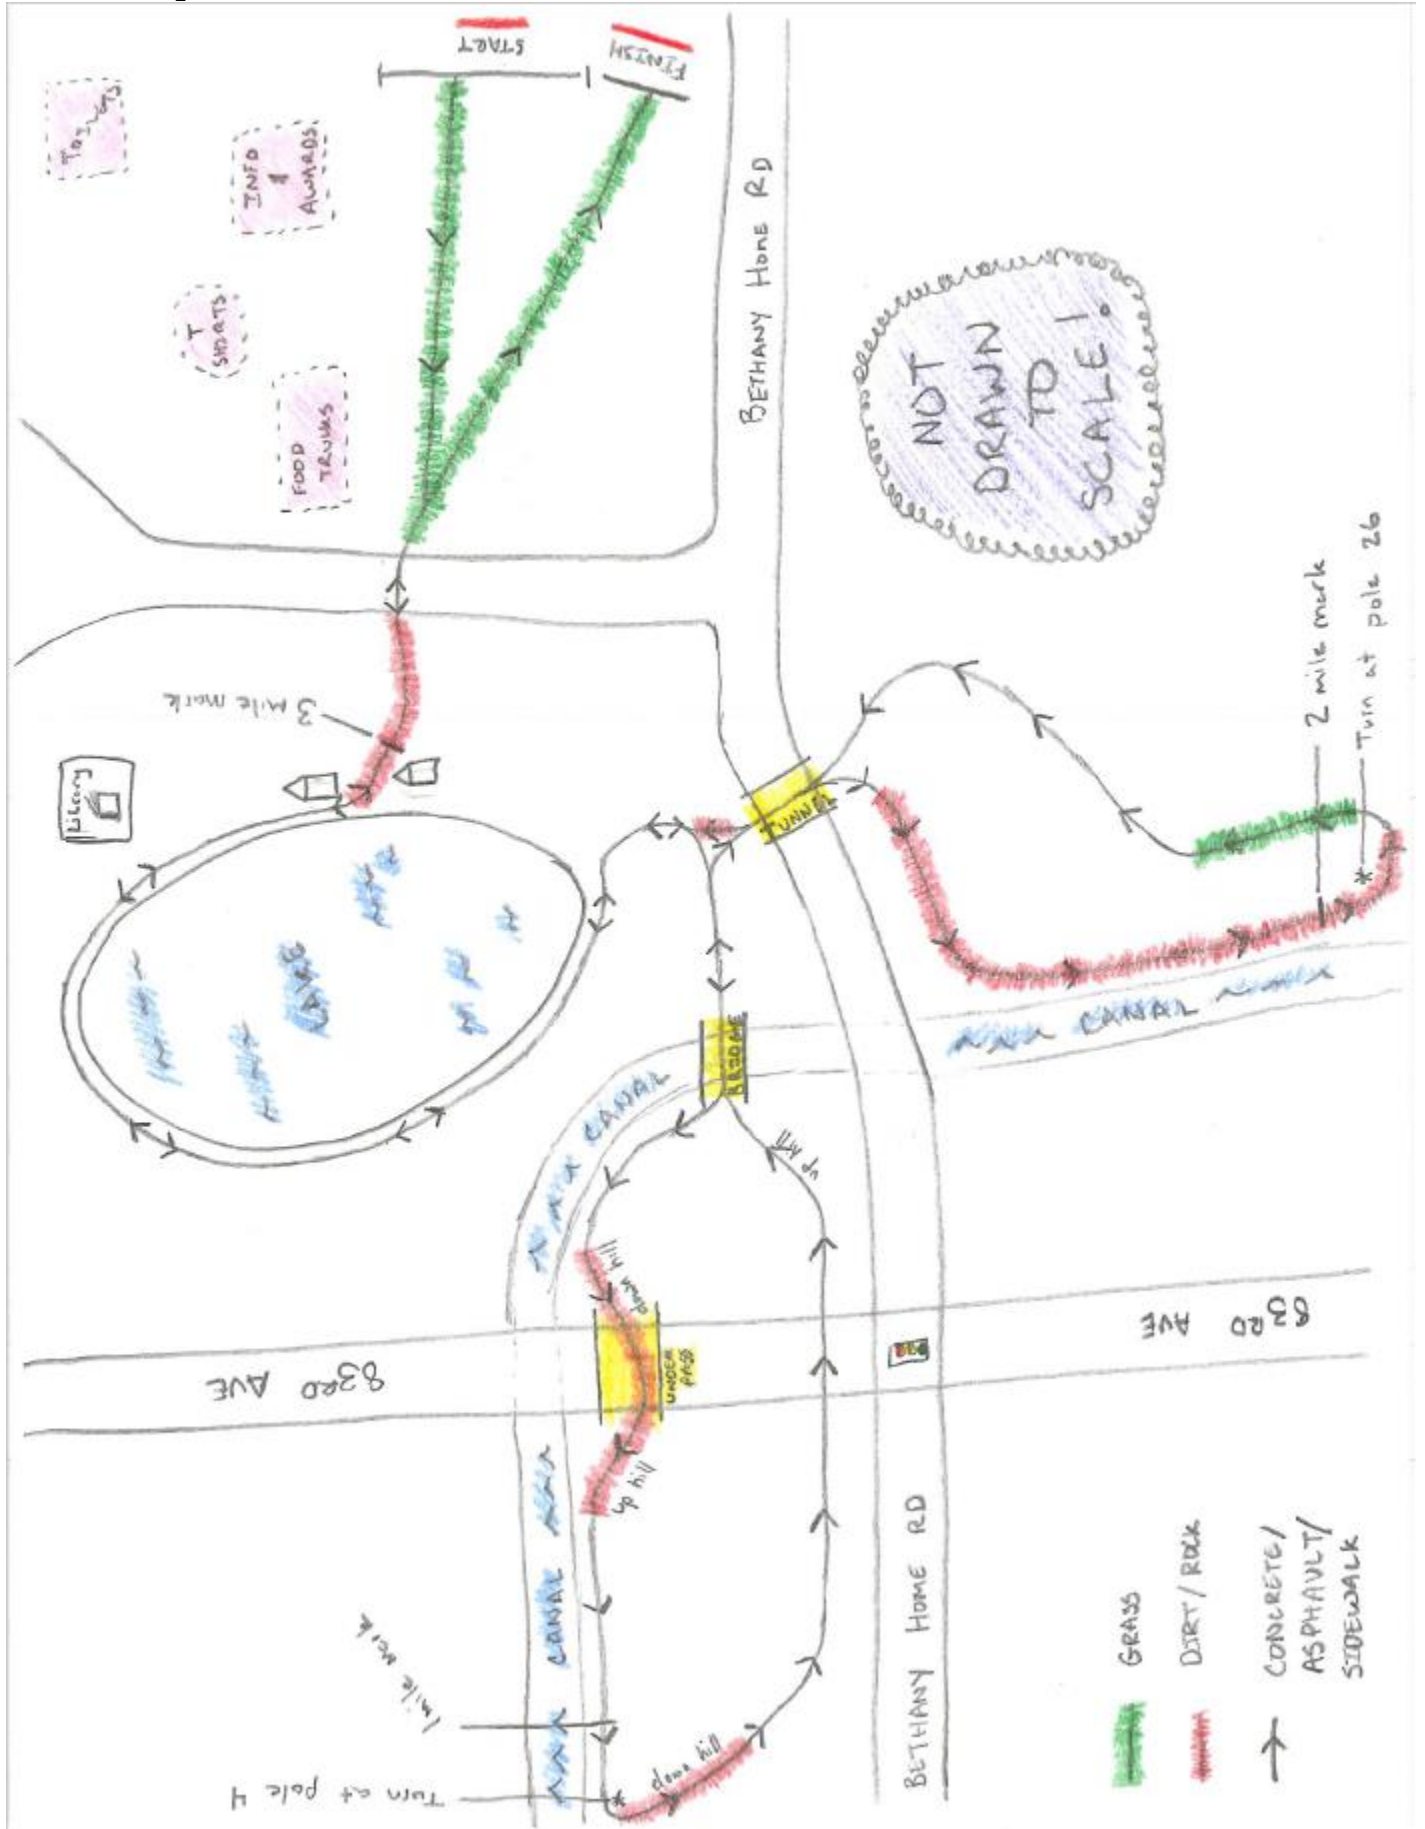 START
FINISH
TOILETS
INFO
&
AWARDS
T
SHIRTS
FOOD
TRUCKS
BETHANY HOME RD
NOT
DRAWN
TO
SCALE!
3 mile mark
Library
LAKE
TUNNEL
2 mile mark
* Turn at pole 26
*
BRIDGE
CANAL
CANAL
up hill
down hill
UNDER
PASS
up hill
83RD AVE
83RD AVE
CANAL
1 mile mark
Turn at pole 4
*
down hill
BETHANY HOME RD
GRASS
DIRT/ROCK
CONCRETE/
ASPHAULT/
SIDEWALK